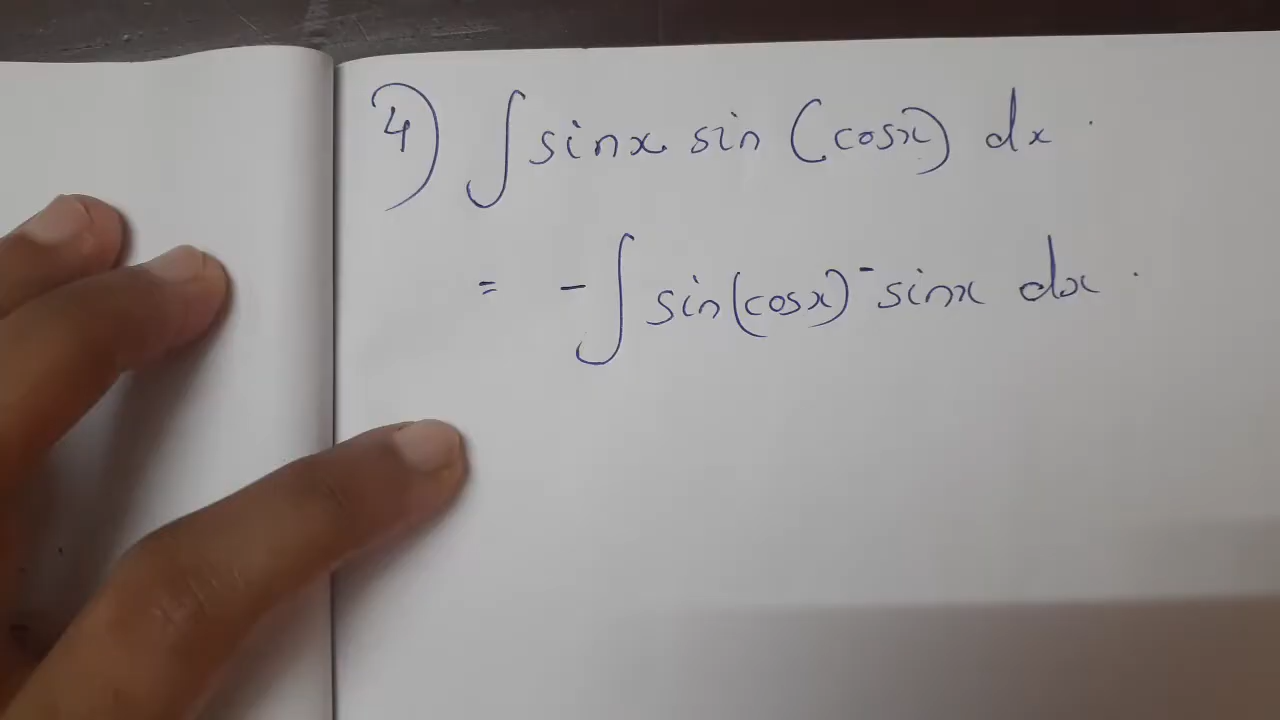 4) ∫ sinx sin (cosx) dx.
= - ∫ sin(cosx) - sinx dx.